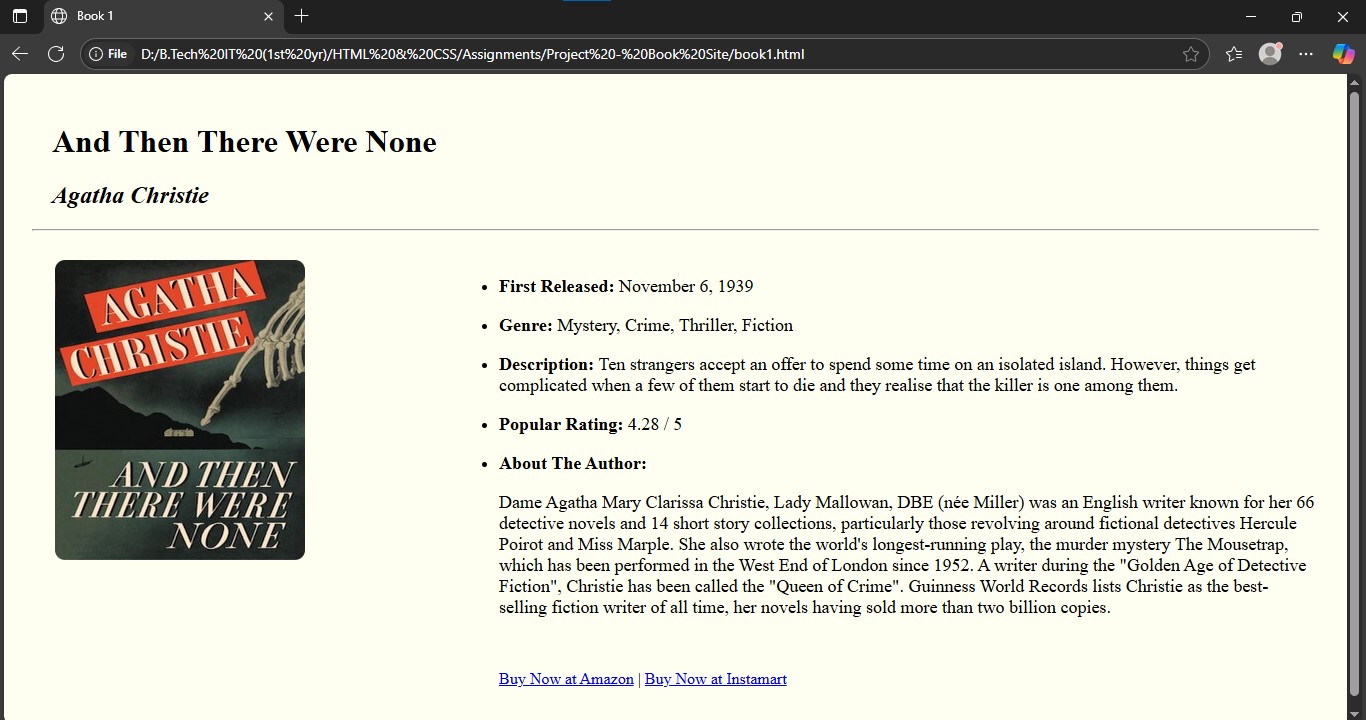 Book 1
File
D:/B.Tech%20IT%20(1st%20yr)/HTML%20&%20CSS/Assignments/Project%20-%20Book%20Site/book1.html
And Then There Were None
Agatha Christie
AGATHA
CHRISTIE
AND THEN
THERE WERE
NONE
• First Released: November 6, 1939
• Genre: Mystery, Crime, Thriller, Fiction
• Description: Ten strangers accept an offer to spend some time on an isolated island. However, things get
complicated when a few of them start to die and they realise that the killer is one among them.
• Popular Rating: 4.28 / 5
• About The Author:
Dame Agatha Mary Clarissa Christie, Lady Mallowan, DBE (née Miller) was an English writer known for her 66
detective novels and 14 short story collections, particularly those revolving around fictional detectives Hercule
Poirot and Miss Marple. She also wrote the world's longest-running play, the murder mystery The Mousetrap,
which has been performed in the West End of London since 1952. A writer during the "Golden Age of Detective
Fiction", Christie has been called the "Queen of Crime". Guinness World Records lists Christie as the best-
selling fiction writer of all time, her novels having sold more than two billion copies.
Buy Now at Amazon | Buy Now at Instamart